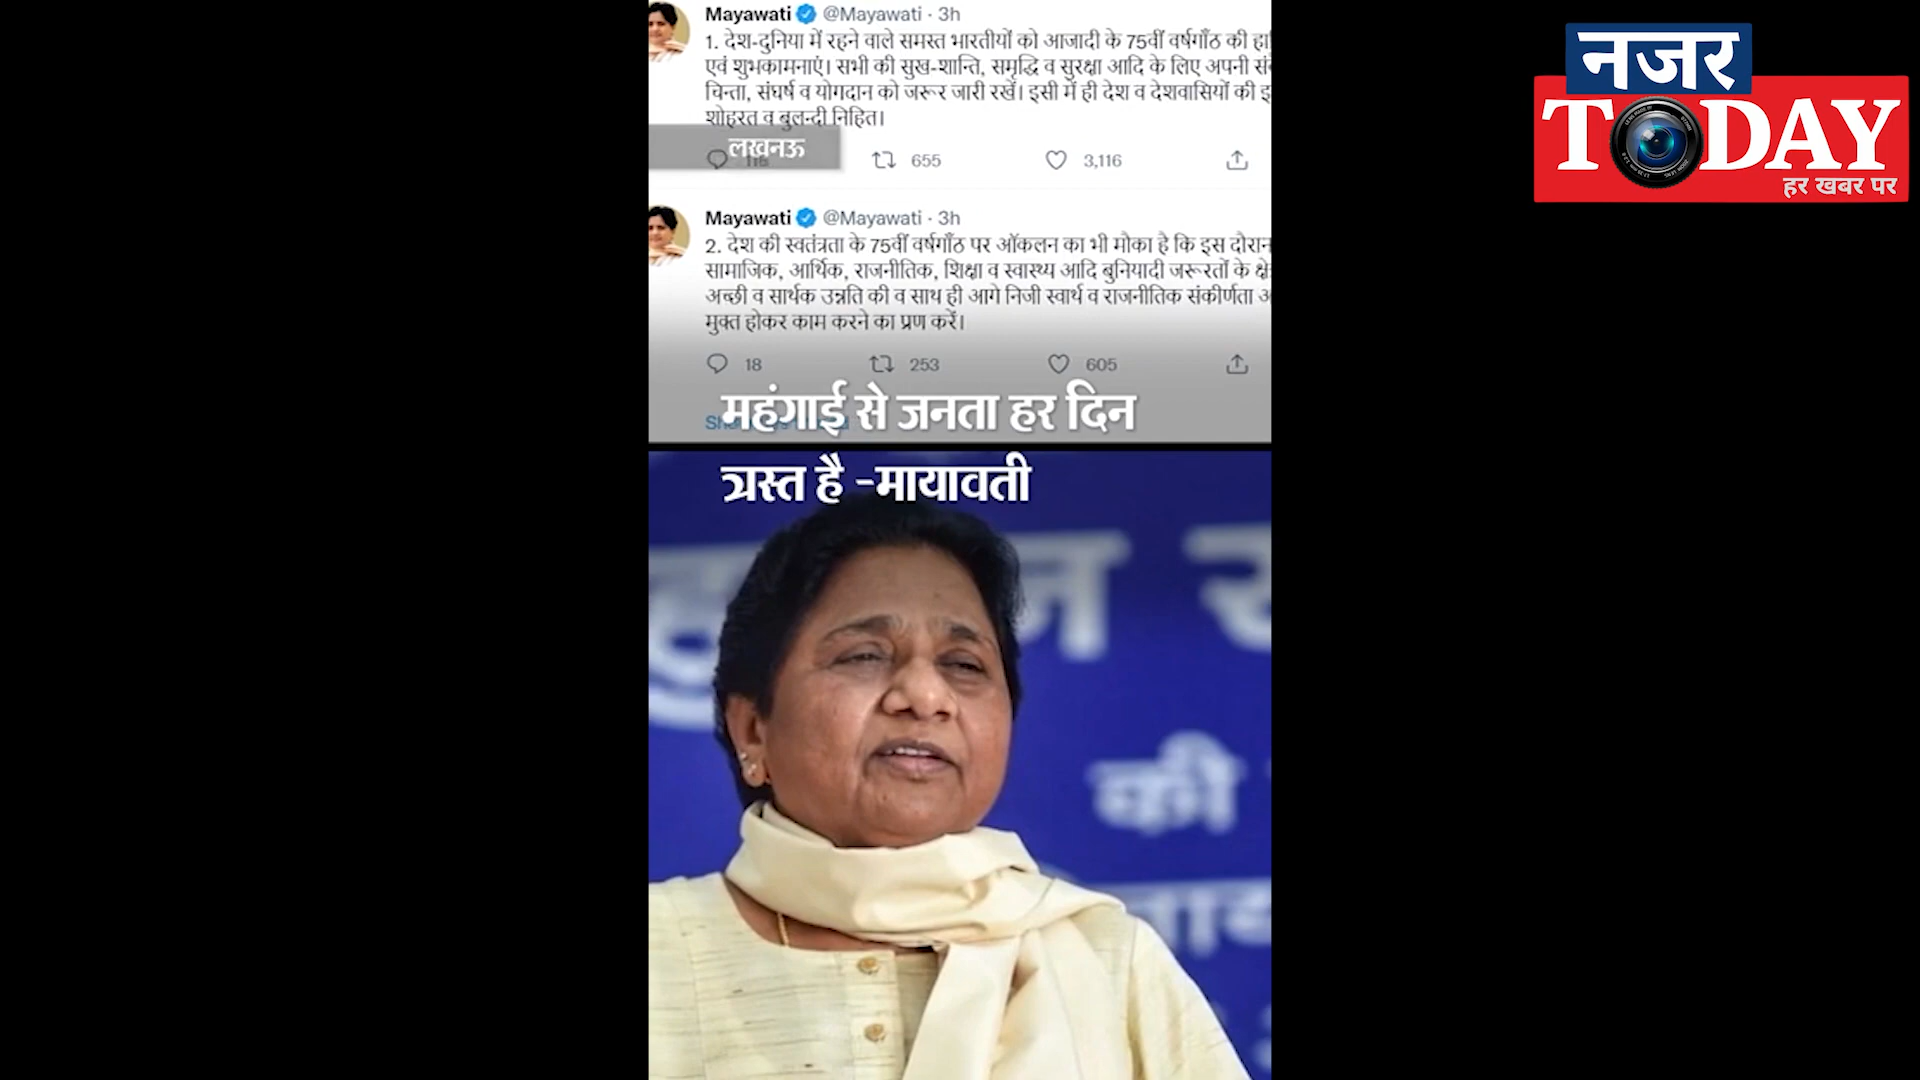 Mayawati @Mayawati · 3h
1. देश-दुनिया में रहने वाले समस्त भारतीयों को आजादी के 75वीं वर्षगाँठ की
एवं शुभकामनाएं। सभी की सुख-शान्ति, समृद्धि व सुरक्षा आदि के लिए अपनी
चिन्ता, संघर्ष व योगदान को जरूर जारी रखें। इसी में ही देश व देशवासियों की
शोहरत व बुलन्दी निहित।
लखनऊ
116 655 3,116
Mayawati @Mayawati · 3h
2. देश की स्वतंत्रता के 75वीं वर्षगाँठ पर ऑकलन का भी मौका है कि इस दौरान
सामाजिक, आर्थिक, राजनीतिक, शिक्षा व स्वास्थ्य आदि बुनियादी जरूरतों के
अच्छी व सार्थक उन्नति की व साथ ही आगे निजी स्वार्थ व राजनीतिक संकीर्णता
मुक्त होकर काम करने का प्रण करें।
18 253 605
महंगाई से जनता हर दिन
त्रस्त है -मायावती
की
नजर
TODAY
हर खबर पर